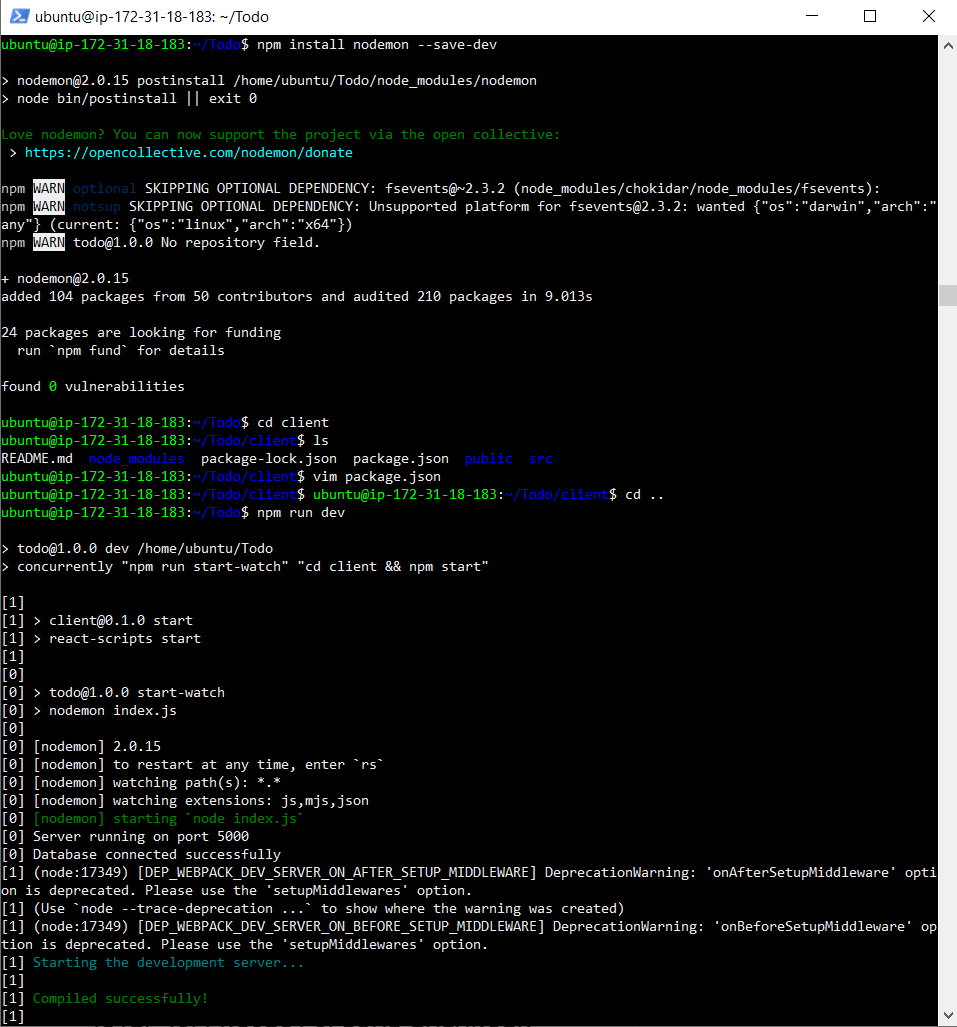 ubuntu@ip-172-31-18-183: ~/Todo
ubuntu@ip-172-31-18-183:~/Todo$ npm install nodemon --save-dev
> nodemon@2.0.15 postinstall /home/ubuntu/Todo/node_modules/nodemon
> node bin/postinstall || exit 0
Love nodemon? You can now support the project via the open collective:
 > https://opencollective.com/nodemon/donate
npm WARN optional SKIPPING OPTIONAL DEPENDENCY: fsevents@~2.3.2 (node_modules/chokidar/node_modules/fsevents):
npm WARN notsup SKIPPING OPTIONAL DEPENDENCY: Unsupported platform for fsevents@2.3.2: wanted {"os":"darwin","arch":"
any"} (current: {"os":"linux","arch":"x64"})
npm WARN todo@1.0.0 No repository field.
+ nodemon@2.0.15
added 104 packages from 50 contributors and audited 210 packages in 9.013s
24 packages are looking for funding
  run `npm fund` for details
found 0 vulnerabilities
ubuntu@ip-172-31-18-183:~/Todo$ cd client
ubuntu@ip-172-31-18-183:~/Todo/client$ ls
README.md  node_modules  package-lock.json  package.json  public  src
ubuntu@ip-172-31-18-183:~/Todo/client$ vim package.json
ubuntu@ip-172-31-18-183:~/Todo/client$ ubuntu@ip-172-31-18-183:~/Todo/client$ cd ..
ubuntu@ip-172-31-18-183:~/Todo$ npm run dev
> todo@1.0.0 dev /home/ubuntu/Todo
> concurrently "npm run start-watch" "cd client && npm start"
[1]
[1] > client@0.1.0 start
[1] > react-scripts start
[1]
[0]
[0] > todo@1.0.0 start-watch
[0] > nodemon index.js
[0]
[0] [nodemon] 2.0.15
[0] [nodemon] to restart at any time, enter `rs`
[0] [nodemon] watching path(s): *.*
[0] [nodemon] watching extensions: js,mjs,json
[0] [nodemon] starting `node index.js`
[0] Server running on port 5000
[0] Database connected successfully
[1] (node:17349) [DEP_WEBPACK_DEV_SERVER_ON_AFTER_SETUP_MIDDLEWARE] DeprecationWarning: 'onAfterSetupMiddleware' opti
on is deprecated. Please use the 'setupMiddlewares' option.
[1] (Use `node --trace-deprecation ...` to show where the warning was created)
[1] (node:17349) [DEP_WEBPACK_DEV_SERVER_ON_BEFORE_SETUP_MIDDLEWARE] DeprecationWarning: 'onBeforeSetupMiddleware' op
tion is deprecated. Please use the 'setupMiddlewares' option.
[1] Starting the development server...
[1]
[1] Compiled successfully!
[1]